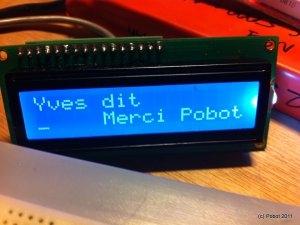 Yves dit
Merci Pobot
_
(c) Pobot 2011